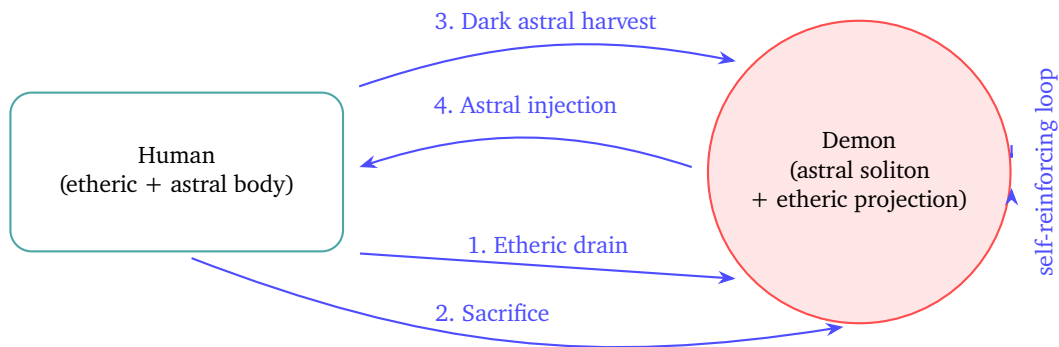 3. Dark astral harvest
4. Astral injection
Human
(etheric + astral body)
Demon
(astral soliton
+ etheric projection)
self-reinforcing loop
1. Etheric drain
2. Sacrifice